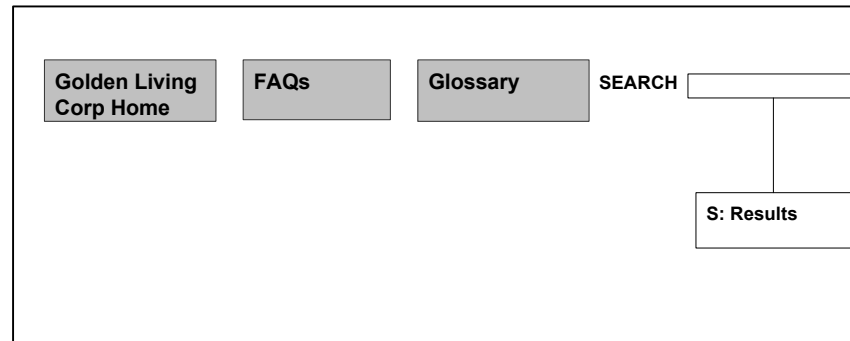 Golden Living
Corp Home
FAQs
Glossary
SEARCH
S: Results